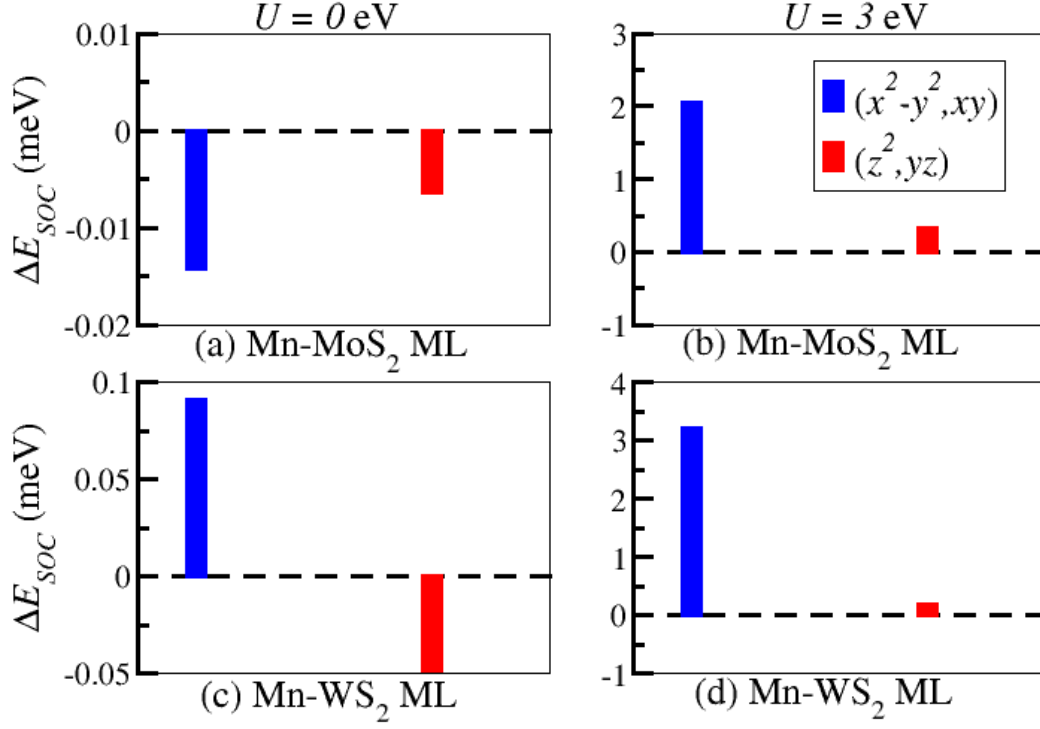 U = 0 eV
U = 3 eV
ΔE_SOC (meV)
0.01
0
-0.01
-0.02
(a) Mn-MoS₂ ML
3
2
1
0
-1
(x²-y²,xy)
(z²,yz)
(b) Mn-MoS₂ ML
ΔE_SOC (meV)
0.1
0.05
0
-0.05
(c) Mn-WS₂ ML
4
3
2
1
0
-1
(d) Mn-WS₂ ML